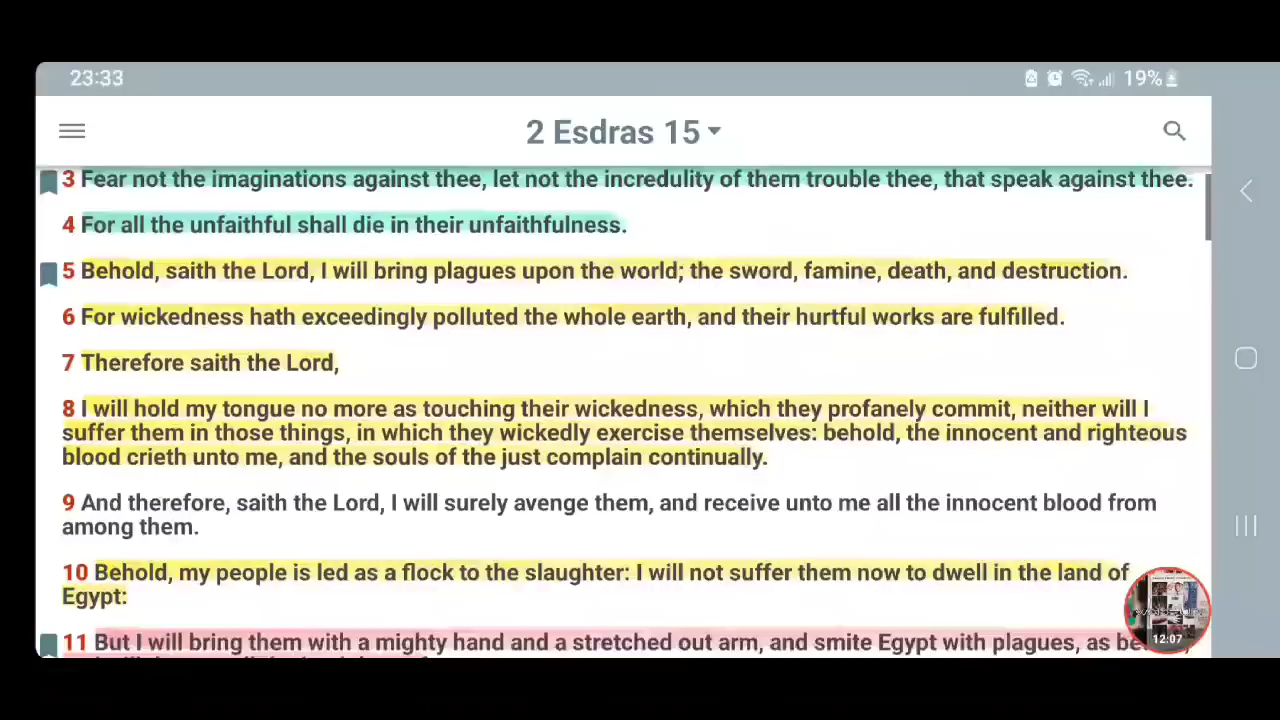 23:33
19%
2 Esdras 15
3 Fear not the imaginations against thee, let not the incredulity of them trouble thee, that speak against thee.
4 For all the unfaithful shall die in their unfaithfulness.
5 Behold, saith the Lord, I will bring plagues upon the world; the sword, famine, death, and destruction.
6 For wickedness hath exceedingly polluted the whole earth, and their hurtful works are fulfilled.
7 Therefore saith the Lord,
8 I will hold my tongue no more as touching their wickedness, which they profanely commit, neither will I
suffer them in those things, in which they wickedly exercise themselves: behold, the innocent and righteous
blood crieth unto me, and the souls of the just complain continually.
9 And therefore, saith the Lord, I will surely avenge them, and receive unto me all the innocent blood from
among them.
10 Behold, my people is led as a flock to the slaughter: I will not suffer them now to dwell in the land of
Egypt:
11 But I will bring them with a mighty hand and a stretched out arm, and smite Egypt with plagues, as
12:07